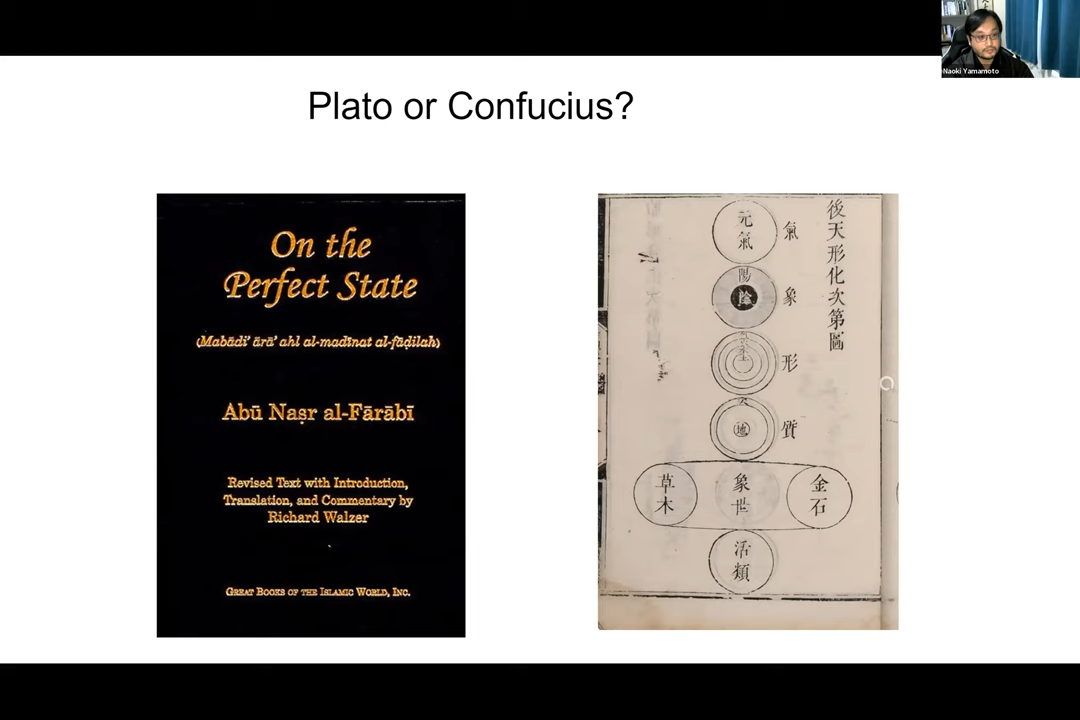 Naoki Yamamoto
Plato or Confucius?
On the
Perfect State
(Mabādi' ārā' ahl al-madīnat al-fāḍilah)
Abū Naṣr al-Fārābī
Revised Text with Introduction,
Translation, and Commentary by
Richard Walzer
Great Books of the Islamic World, Inc.
後天形化次第圖
元氣
氣
陽
陰
象
形
地
質
草木
象世
金石
活類